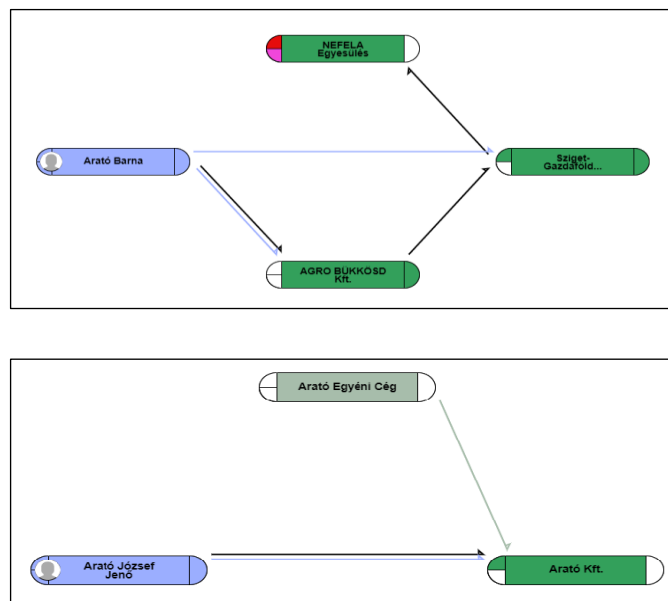 NEFELA
Egyesülés
Arató Barna
Sziget-
Gazdaföld...
AGRO BÜKKÖSD
Kft.
Arató Egyéni Cég
Arató József
Jenő
Arató Kft.